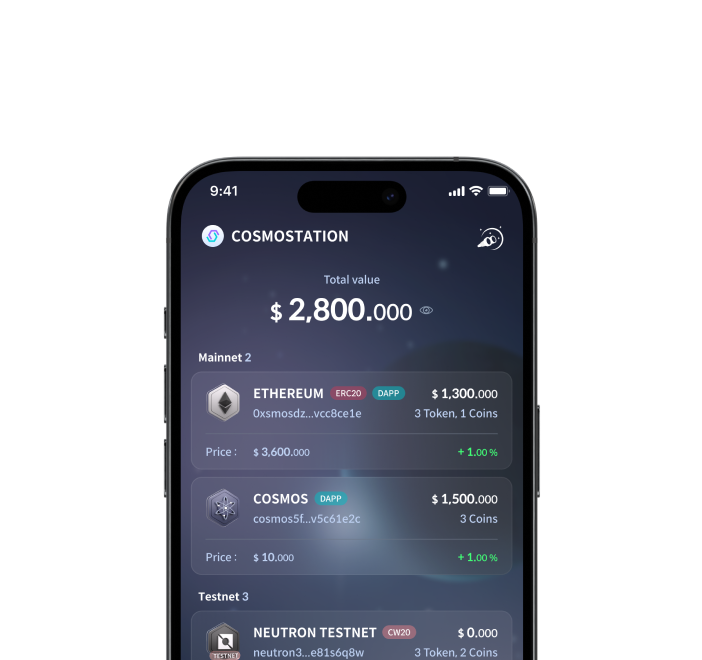 9:41
COSMOSTATION
Total value
$ 2,800.000
Mainnet 2
ETHEREUM ERC20 DAPP $ 1,300.000
0xsmosdz...vcc8ce1e 3 Token, 1 Coins
Price : $ 3,600.000 + 1.00 %
COSMOS DAPP $ 1,500.000
cosmos5f...v5c61e2c 3 Coins
Price : $ 10.000 + 1.00 %
Testnet 3
NEUTRON TESTNET CW20 $ 0.000
TESTNET neutron3...e81s6q8w 3 Token, 2 Coins